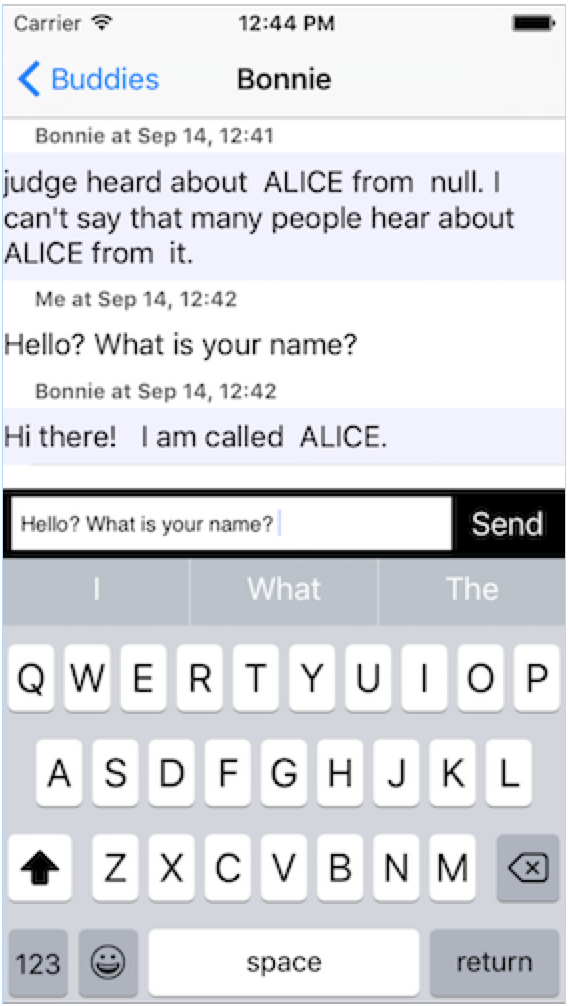 Carrier 12:44 PM
Buddies Bonnie
Bonnie at Sep 14, 12:41
judge heard about  ALICE from  null. I
can't say that many people hear about
ALICE from  it.
Me at Sep 14, 12:42
Hello? What is your name?
Bonnie at Sep 14, 12:42
Hi there!   I am called  ALICE.
Hello? What is your name? Send
I What The
Q W E R T Y U I O P
A S D F G H J K L
Z X C V B N M
123 space return